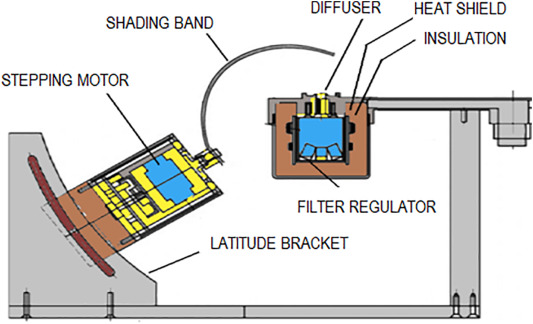 DIFFUSER
HEAT SHIELD
SHADING BAND
INSULATION
STEPPING MOTOR
FILTER REGULATOR
LATITUDE BRACKET